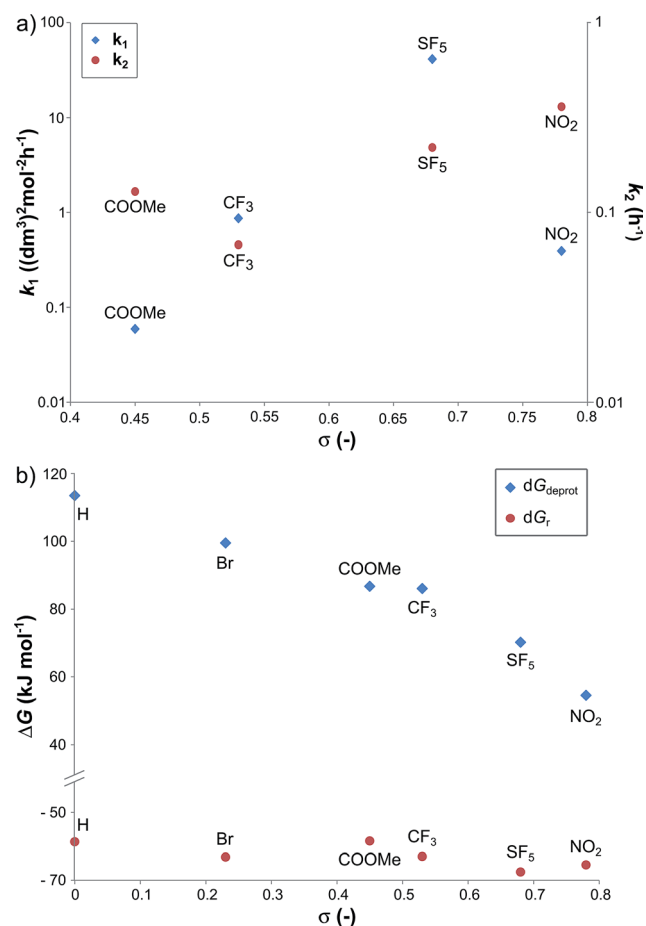 a)
100
10
1
0.1
0.01
k₁ ((dm³)²mol⁻²h⁻¹)
k₁
k₂
COOMe
COOMe
CF₃
CF₃
SF₅
SF₅
NO₂
NO₂
1
0.1
0.01
k₂ (h⁻¹)
0.4 0.45 0.5 0.55 0.6 0.65 0.7 0.75 0.8
σ (-)
b)
120
100
80
60
40
- 50
- 70
ΔG (kJ mol⁻¹)
dG_deprot
dG_r
H
Br
COOMe
CF₃
SF₅
NO₂
H
Br
COOMe
CF₃
SF₅
NO₂
0 0.1 0.2 0.3 0.4 0.5 0.6 0.7 0.8
σ (-)